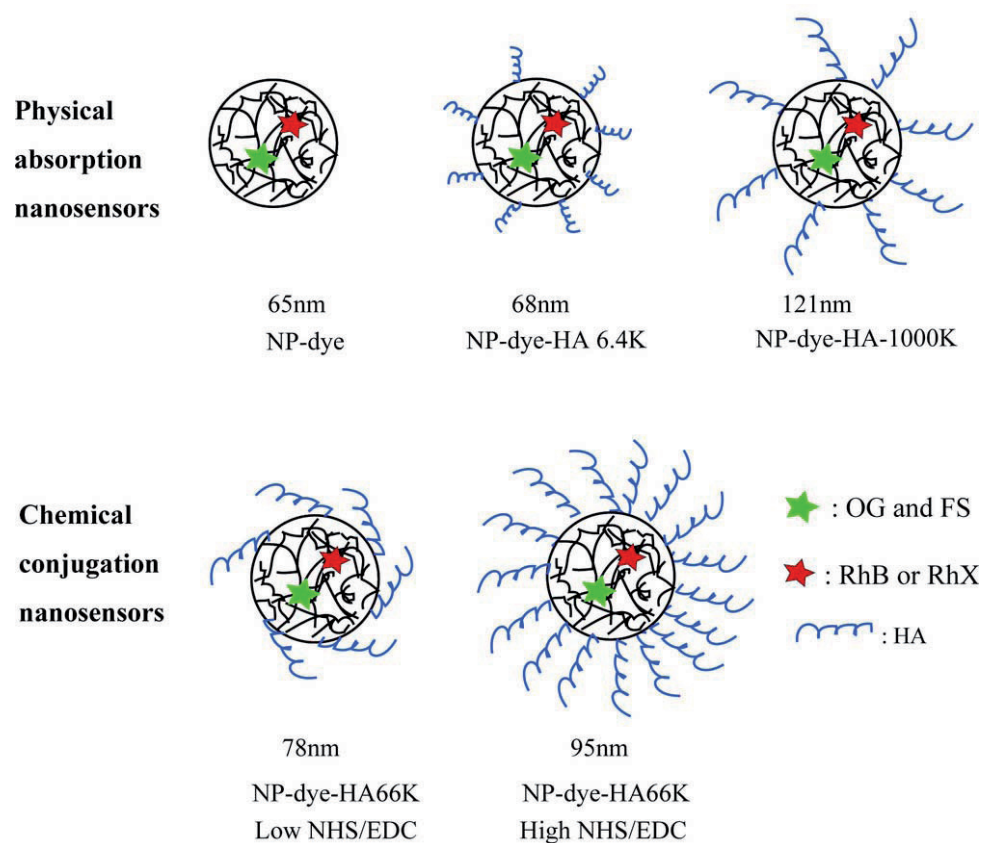 Physical
absorption
nanosensors
65nm
NP-dye
68nm
NP-dye-HA 6.4K
121nm
NP-dye-HA-1000K
Chemical
conjugation
nanosensors
: OG and FS
: RhB or RhX
: HA
78nm
NP-dye-HA66K
Low NHS/EDC
95nm
NP-dye-HA66K
High NHS/EDC